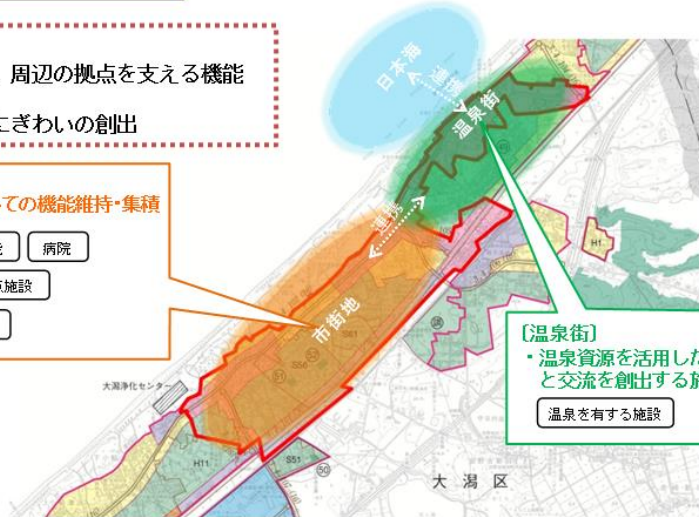 周辺の拠点を支える機能
にぎわいの創出
ての機能維持・集積
病院
施設
日本海
連携
温泉街
連携
市街地
大潟浄化センター
H1
S61
S56
H11
S51
50
大潟区
〔温泉街〕
・温泉資源を活用した
と交流を創出する施
温泉を有する施設